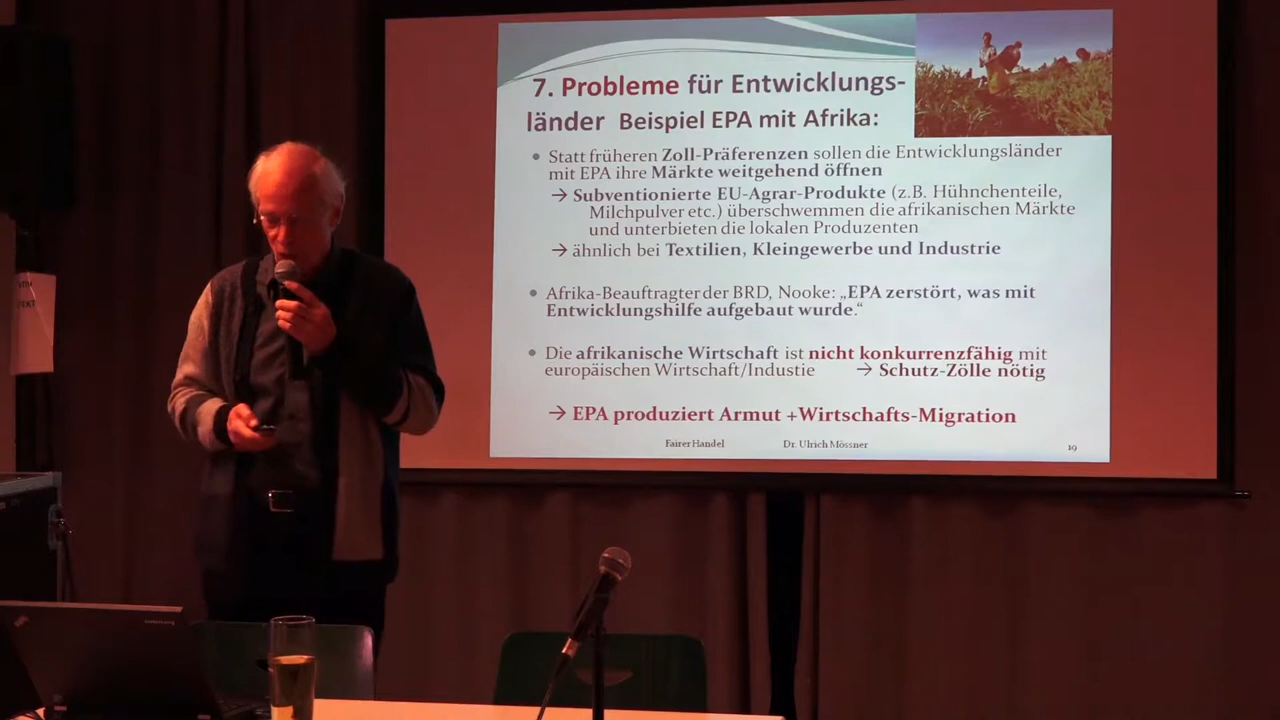 7. Probleme für Entwicklungs-
länder Beispiel EPA mit Afrika:
• Statt früheren Zoll-Präferenzen sollen die Entwicklungsländer
mit EPA ihre Märkte weitgehend öffnen
→ Subventionierte EU-Agrar-Produkte (z.B. Hühnchenteile,
Milchpulver etc.) überschwemmen die afrikanischen Märkte
und unterbieten die lokalen Produzenten
→ ähnlich bei Textilien, Kleingewerbe und Industrie
• Afrika-Beauftragter der BRD, Nooke: „EPA zerstört, was mit
Entwicklungshilfe aufgebaut wurde.“
• Die afrikanische Wirtschaft ist nicht konkurrenzfähig mit
europäischen Wirtschaft/Industie → Schutz-Zölle nötig
→ EPA produziert Armut +Wirtschafts-Migration
Fairer Handel Dr. Ulrich Mössner 19